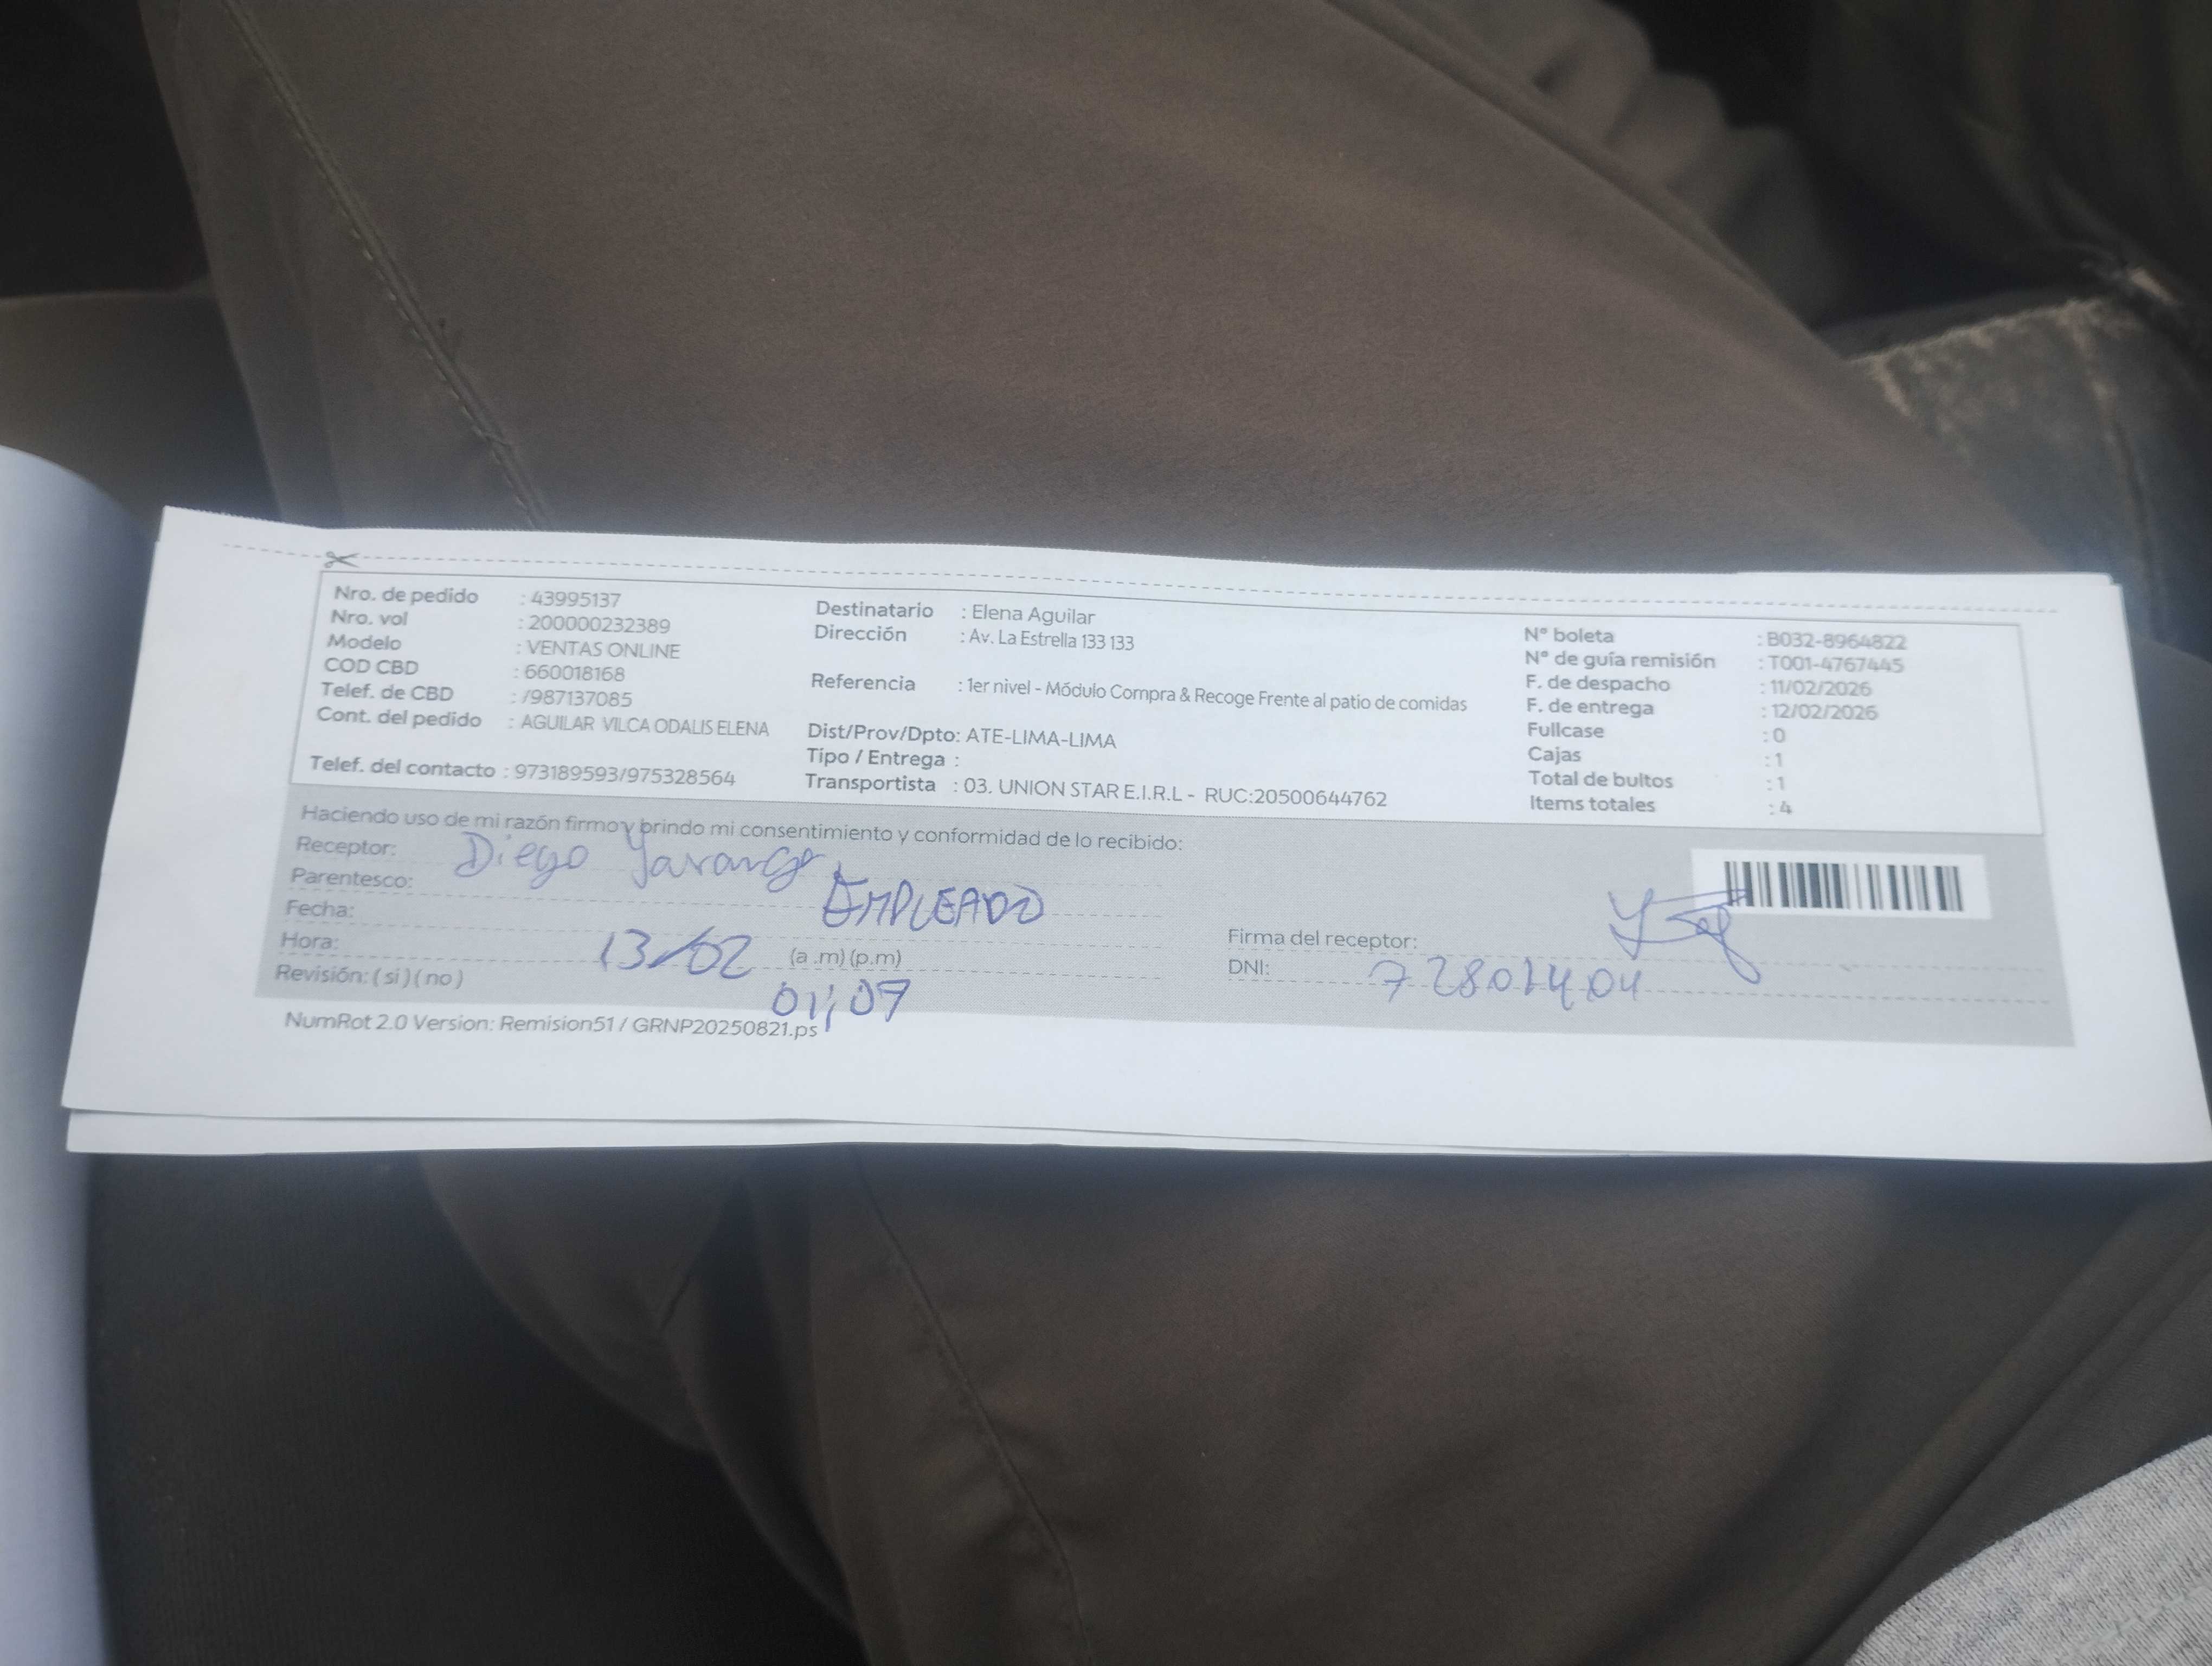 Nro. de pedido : 43995137
Nro. vol : 200000232389
Modelo : VENTAS ONLINE
COD CBD : 660018168
Telef. de CBD : /987137085
Cont. del pedido : AGUILAR VILCA ODALIS ELENA
Telef. del contacto : 973189593/975328564
Destinatario : Elena Aguilar
Dirección : Av. La Estrella 133 133
Referencia : 1er nivel - Módulo Compra & Recoge Frente al patio de comidas
Dist/Prov/Dpto: ATE-LIMA-LIMA
Tipo / Entrega :
Transportista : 03. UNION STAR E.I.R.L - RUC:20500644762
N° boleta : B032-8964822
N° de guía remisión : T001-4767445
F. de despacho : 11/02/2026
F. de entrega : 12/02/2026
Fullcase : 0
Cajas : 1
Total de bultos : 1
Items totales : 4
Haciendo uso de mi razón firmo y brindo mi consentimiento y conformidad de lo recibido:
Receptor: Diego
Parentesco: EMPLEADO
Fecha: 13/02
Hora: (a .m) (p.m) 01:07
Revisión: ( si ) ( no )
Firma del receptor:
DNI: 72801404
NumRot 2.0 Version: Remision51 / GRNP20250821.ps